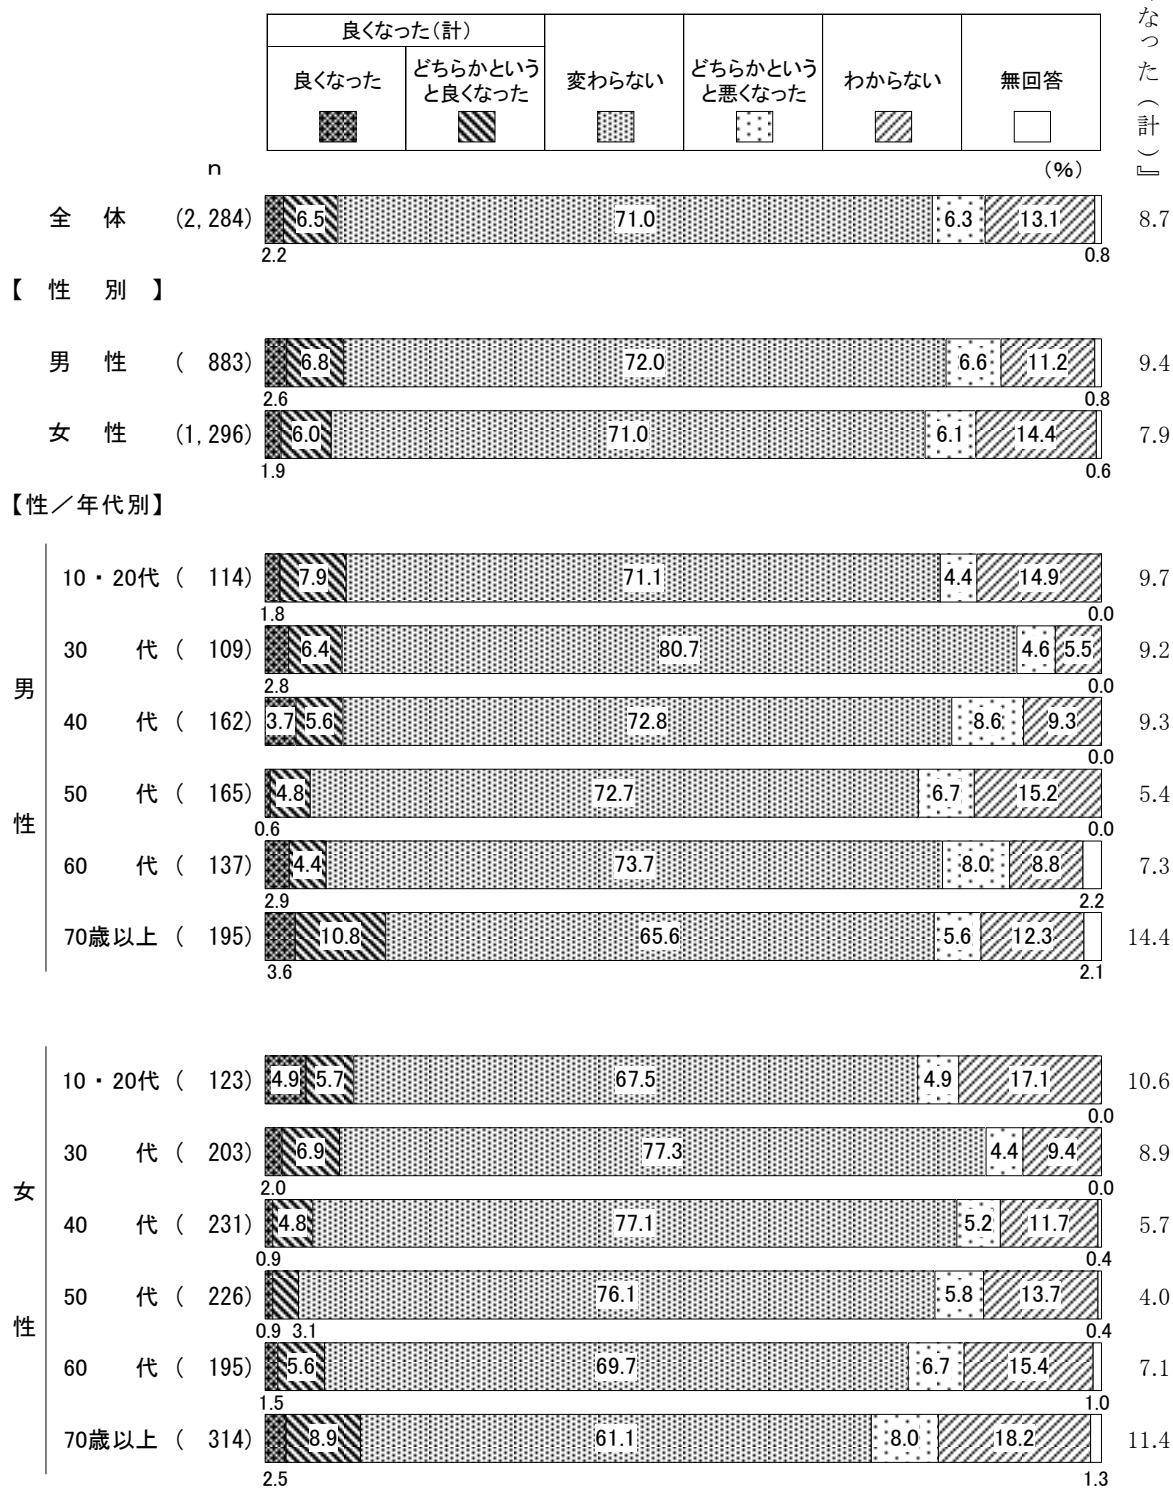 良くなった(計)
良くなった
どちらかというと良くなった
変わらない
どちらかというと悪くなった
わからない
無回答
なった(計)』
n
(%)
全 体 (2,284) 6.5 71.0 6.3 13.1 8.7
2.2 0.8
【 性 別 】
男 性 ( 883) 6.8 72.0 6.6 11.2 9.4
2.6 0.8
女 性 (1,296) 6.0 71.0 6.1 14.4 7.9
1.9 0.6
【性/年代別】
男性
10・20代 ( 114) 7.9 71.1 4.4 14.9 9.7
1.8 0.0
30 代 ( 109) 6.4 80.7 4.6 5.5 9.2
2.8 0.0
40 代 ( 162) 3.7 5.6 72.8 8.6 9.3 9.3
0.0
50 代 ( 165) 4.8 72.7 6.7 15.2 5.4
0.6 0.0
60 代 ( 137) 4.4 73.7 8.0 8.8 7.3
2.9 2.2
70歳以上 ( 195) 10.8 65.6 5.6 12.3 14.4
3.6 2.1
女性
10・20代 ( 123) 4.9 5.7 67.5 4.9 17.1 10.6
0.0
30 代 ( 203) 6.9 77.3 4.4 9.4 8.9
2.0 0.0
40 代 ( 231) 4.8 77.1 5.2 11.7 5.7
0.9 0.4
50 代 ( 226) 76.1 5.8 13.7 4.0
0.9 3.1 0.4
60 代 ( 195) 5.6 69.7 6.7 15.4 7.1
1.5 1.0
70歳以上 ( 314) 8.9 61.1 8.0 18.2 11.4
2.5 1.3